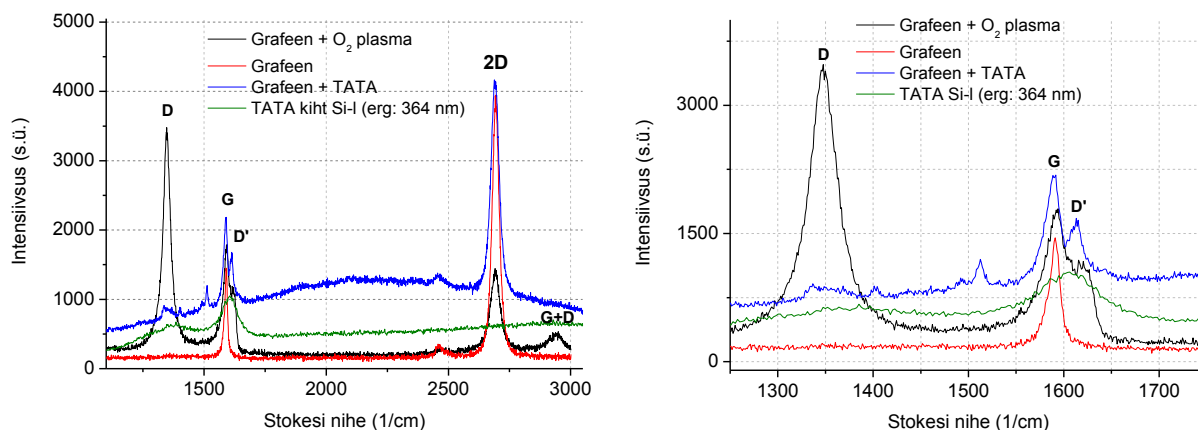 5000
4000
3000
2000
1000
0
Intensiivsus (s.ü.)
Grafeen + O2 plasma
Grafeen
Grafeen + TATA
TATA kiht Si-l (erg: 364 nm)
D
G
D'
2D
G+D
1500
2000
2500
3000
Stokesi nihe (1/cm)
Grafeen + O2 plasma
Grafeen
Grafeen + TATA
TATA Si-l (erg: 364 nm)
3000
1500
0
Intensiivsus (s.ü.)
D
G
D'
1300
1400
1500
1600
1700
Stokesi nihe (1/cm)